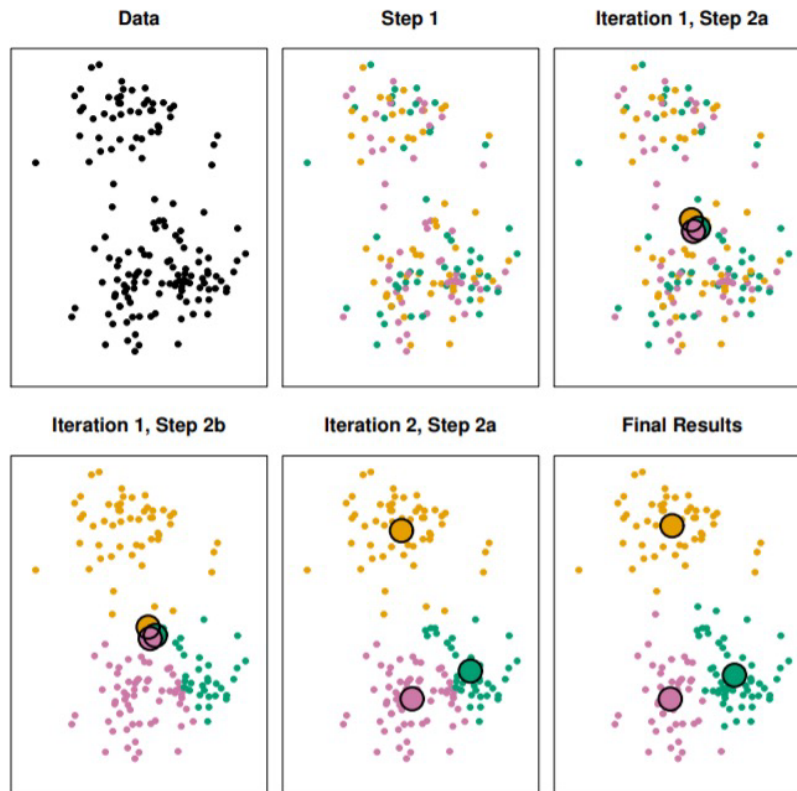 Data
Step 1
Iteration 1, Step 2a
Iteration 1, Step 2b
Iteration 2, Step 2a
Final Results